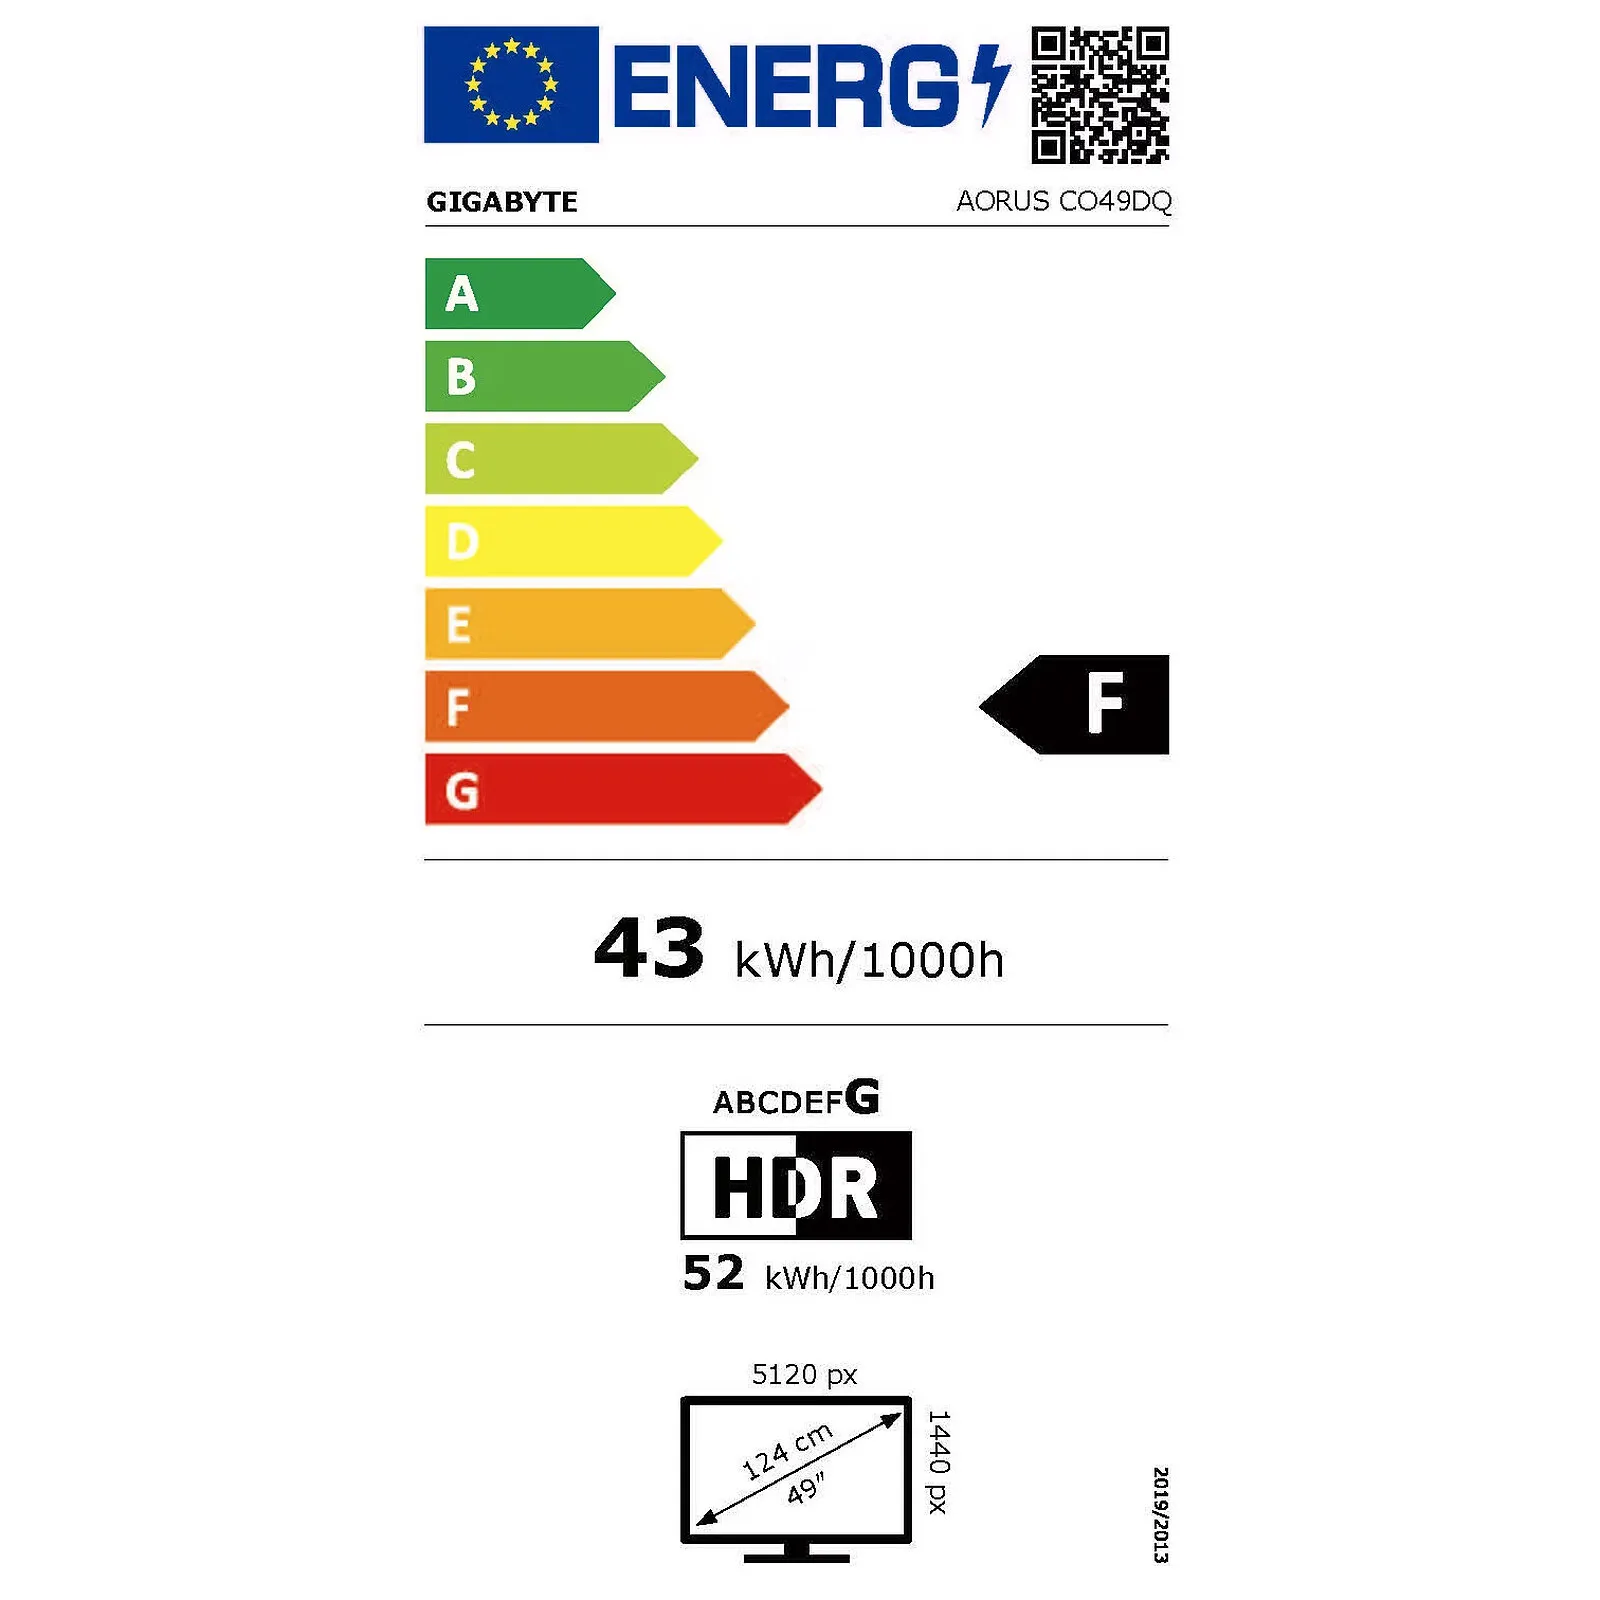 ENERG
GIGABYTE
AORUS CO49DQ
A
B
C
D
E
F
F
G
43 kWh/1000h
ABCDEFG
HDR
52 kWh/1000h
5120 px
1440 px
124 cm
49”
2019/2013